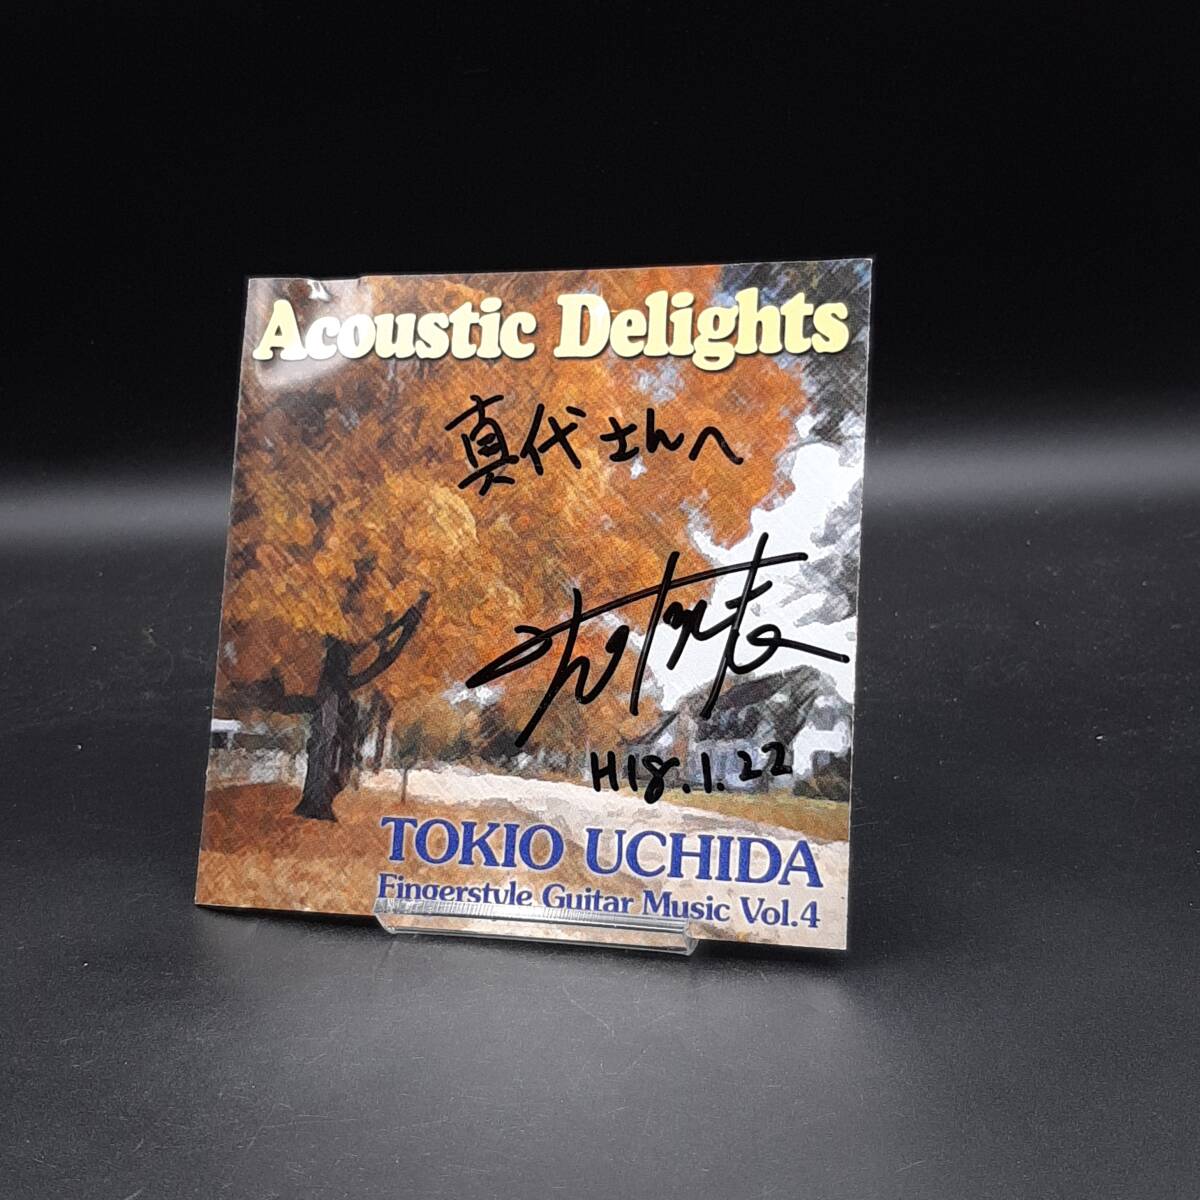 Acoustic Delights
真代さんへ
H18.1.22
TOKIO UCHIDA
Fingerstyle Guitar Music Vol.4